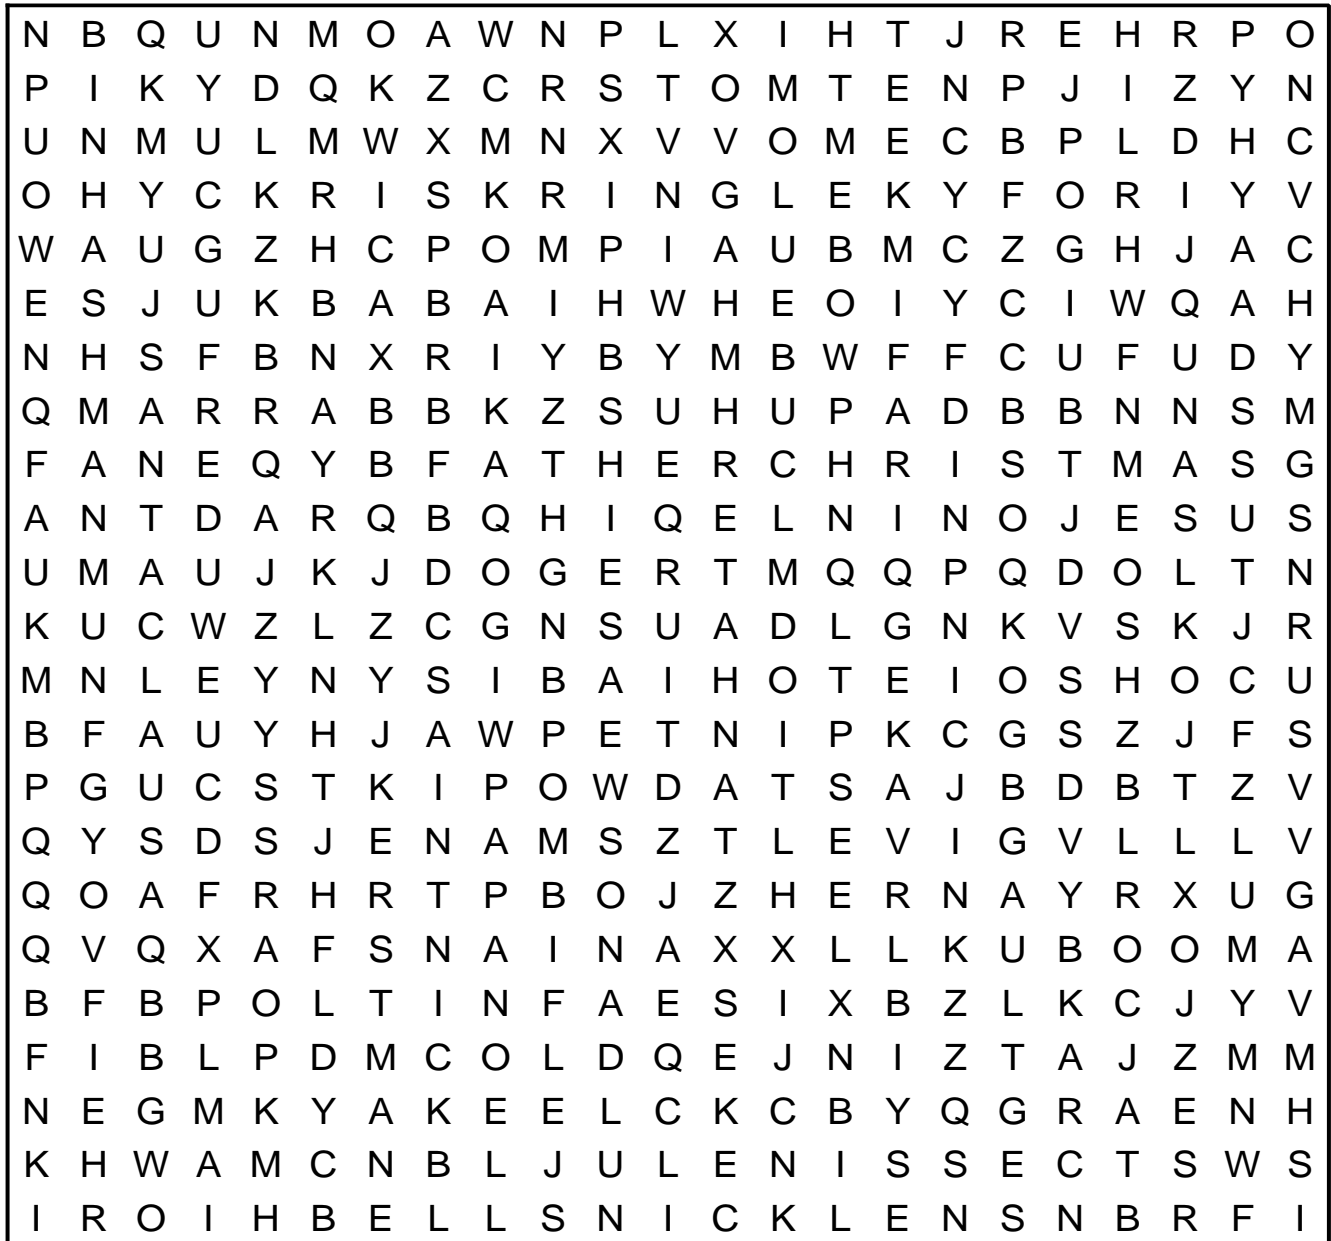 N B Q U N M O A W N P L X I H T J R E H R P O
P I K Y D Q K Z C R S T O M T E N P J I Z Y N
U N M U L M W X M N X V V O M E C B P L D H C
O H Y C K R I S K R I N G L E K Y F O R I Y V
W A U G Z H C P O M P I A U B M C Z G H J A C
E S J U K B A B A I H W H E O I Y C I W Q A H
N H S F B N X R I Y B Y M B W F F C U F U D Y
Q M A R R A B B K Z S U H U P A D B B N N S M
F A N E Q Y B F A T H E R C H R I S T M A S G
A N T D A R Q B Q H I Q E L N I N O J E S U S
U M A U J K J D O G E R T M Q Q P Q D O L T N
K U C W Z L Z C G N S U A D L G N K V S K J R
M N L E Y N Y S I B A I H O T E I O S H O C U
B F A U Y H J A W P E T N I P K C G S Z J F S
P G U C S T K I P O W D A T S A J B D B T Z V
Q Y S D S J E N A M S Z T L E V I G V L L L V
Q O A F R H R T P B O J Z H E R N A Y R X U G
Q V Q X A F S N A I N A X X L L K U B O O M A
B F B P O L T I N F A E S I X B Z L K C J Y V
F I B L P D M C O L D Q E J N I Z T A J Z M M
N E G M K Y A K E E L C K C B Y Q G R A E N H
K H W A M C N B L J U L E N I S S E C T S W S
I R O I H B E L L S N I C K L E N S N B R F I